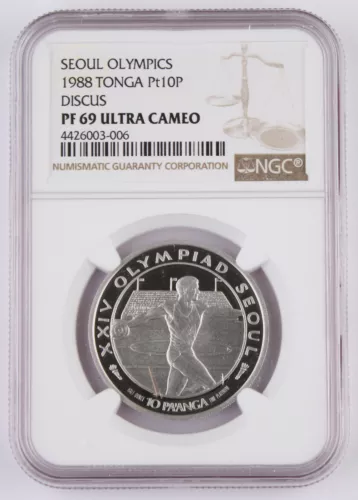 SEOUL OLYMPICS
1988 TONGA Pt10P
DISCUS
PF 69 ULTRA CAMEO
4426003-006
NUMISMATIC GUARANTY CORPORATION
NGC®
XXIV OLYMPIAD SEOUL
10 PA'ANGA